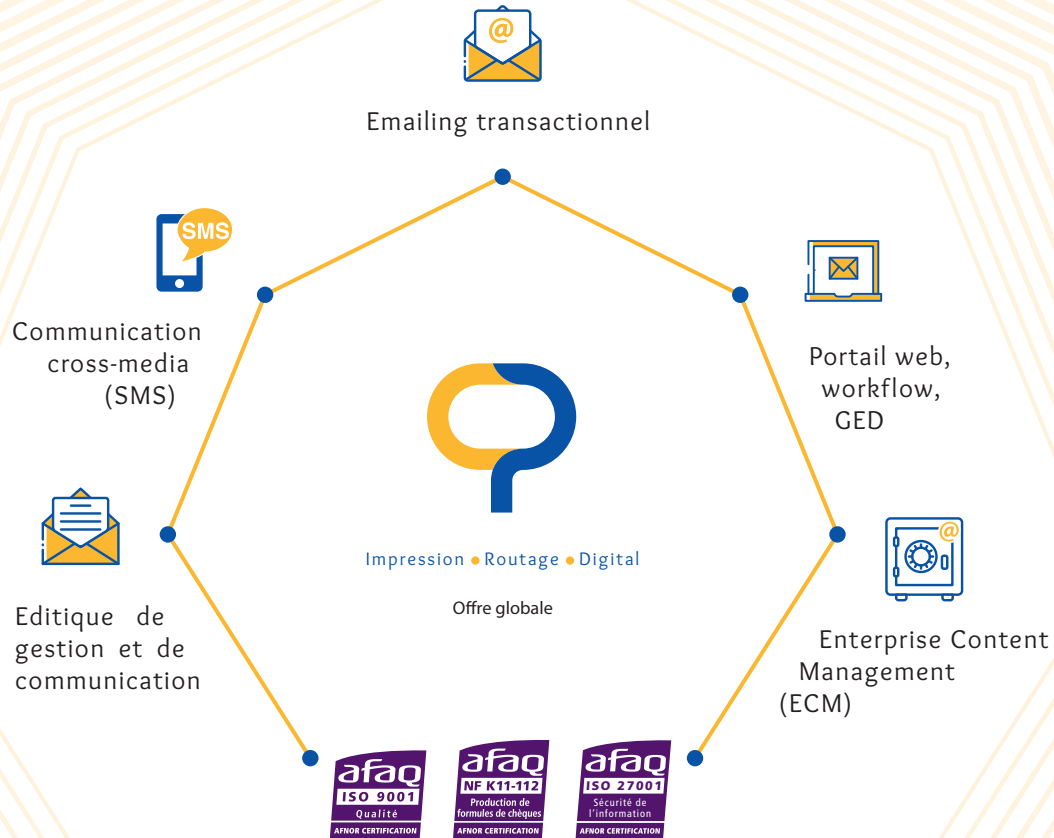 @
Emailing transactionnel
SMS
Communication
cross-media
(SMS)
Portail web,
workflow,
GED
Impression • Routage • Digital
Offre globale
Editique de
gestion et de
communication
@
Enterprise Content
Management
(ECM)
afaq
ISO 9001
Qualité
AFNOR CERTIFICATION
afaq
NF K11-112
Production de
formules de chèques
AFNOR CERTIFICATION
afaq
ISO 27001
Sécurité de
l'information
AFNOR CERTIFICATION